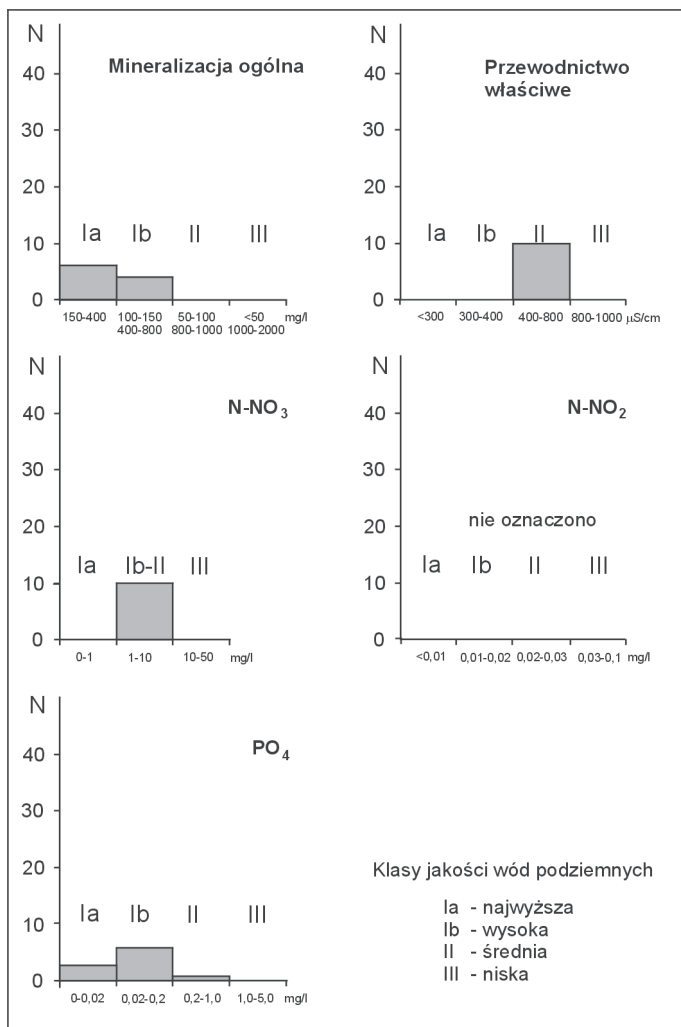 N
Mineralizacja ogólna
40
30
20
Ia Ib II III
10
0
150-400 100-150 50-100 <50 mg/l
400-800 800-1000 1000-2000
N
Przewodnictwo
właściwe
40
30
20
Ia Ib II III
10
0
<300 300-400 400-800 800-1000 μS/cm
N
N-NO3
40
30
20
Ia Ib-II III
10
0
0-1 1-10 10-50 mg/l
N
N-NO2
40
30
20
nie oznaczono
Ia Ib II III
10
0
<0,01 0,01-0,02 0,02-0,03 0,03-0,1 mg/l
N
PO4
40
30
20
Ia Ib II III
10
0
0-0,02 0,02-0,2 0,2-1,0 1,0-5,0 mg/l
Klasy jakości wód podziemnych
Ia - najwyższa
Ib - wysoka
II - średnia
III - niska